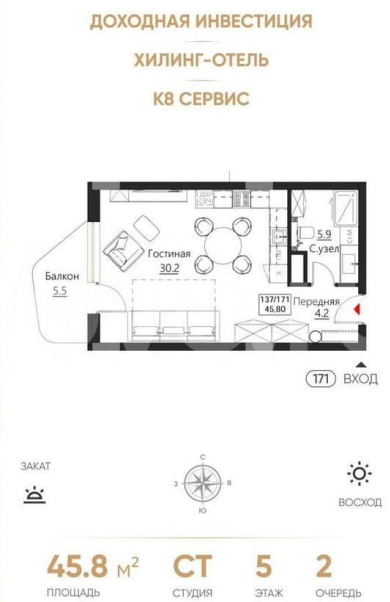 ДОХОДНАЯ ИНВЕСТИЦИЯ
ХИЛИНГ-ОТЕЛЬ
К8 СЕРВИС
5.9
С.узел
Гостиная
30.2
Балкон
5.5
137/171
45,80
Передняя
4.2
171 ВХОД
ЗАКАТ
С
З В
Ю
ВОСХОД
45.8 м² СТ 5 2
ПЛОЩАДЬ СТУДИЯ ЭТАЖ ОЧЕРЕДЬ